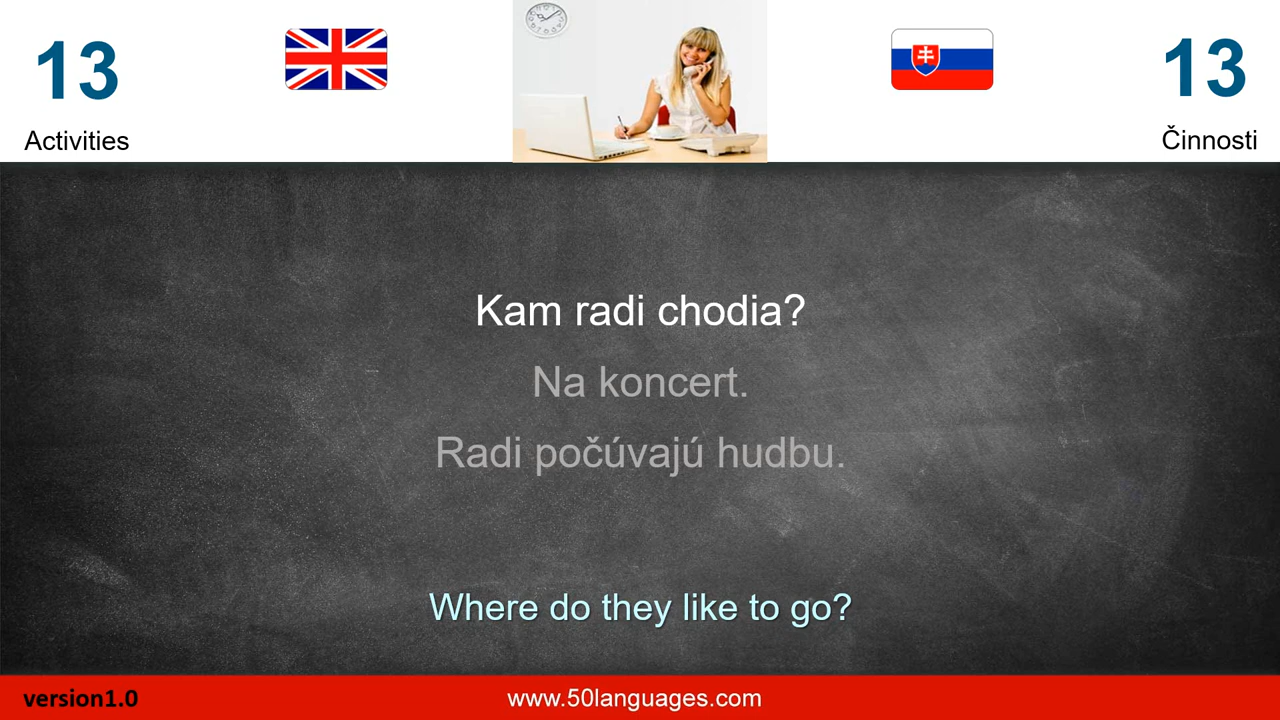 13
13
Activities
Činnosti
Kam radi chodia?
Na koncert.
Radi počúvajú hudbu.
Where do they like to go?
version1.0
www.50languages.com